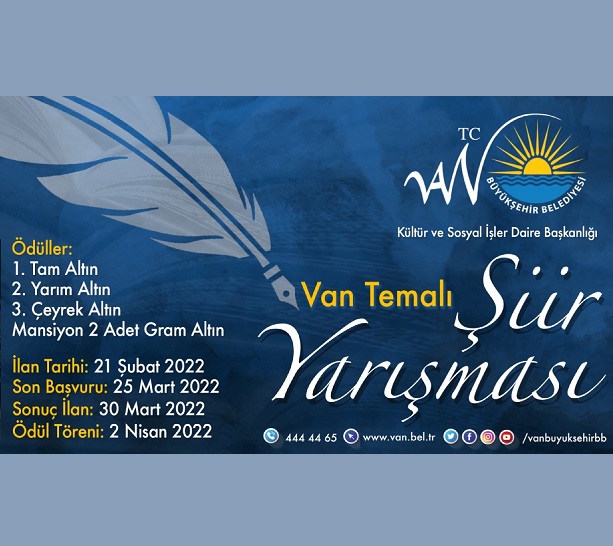 TC
VAN
BÜYÜKŞEHİR BELEDİYESİ
Kültür ve Sosyal İşler Daire Başkanlığı
Van Temalı Şiir
Yarışması
Ödüller:
1. Tam Altın
2. Yarım Altın
3. Çeyrek Altın
Mansiyon 2 Adet Gram Altın
İlan Tarihi: 21 Şubat 2022
Son Başvuru: 25 Mart 2022
Sonuç İlan: 30 Mart 2022
Ödül Töreni: 2 Nisan 2022
444 44 65 www.van.bel.tr /vanbuyuksehirbb